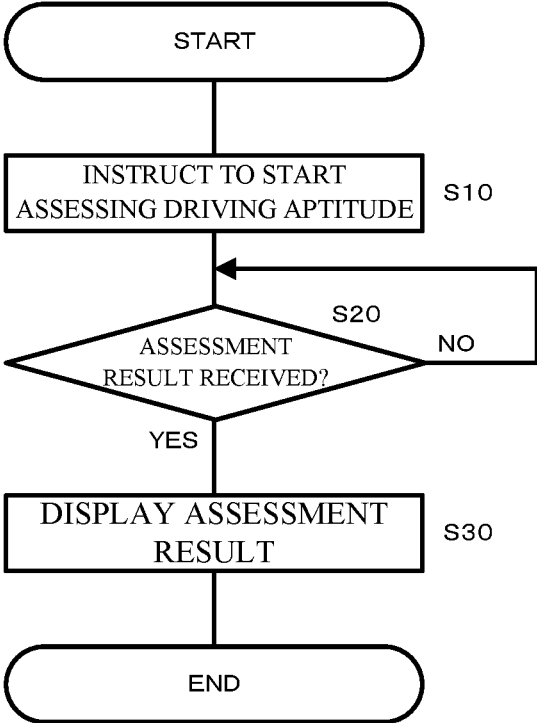 START
INSTRUCT TO START
ASSESSING DRIVING APTITUDE
S10
S20
ASSESSMENT
RESULT RECEIVED?
NO
YES
DISPLAY ASSESSMENT
RESULT
S30
END